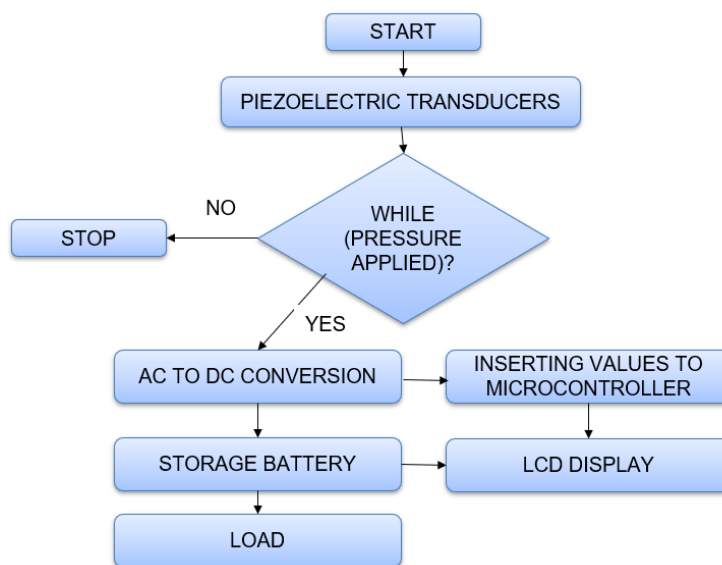 START
PIEZOELECTRIC TRANSDUCERS
NO
WHILE
(PRESSURE
APPLIED)?
STOP
YES
AC TO DC CONVERSION
INSERTING VALUES TO
MICROCONTROLLER
STORAGE BATTERY
LCD DISPLAY
LOAD